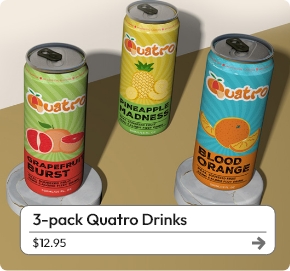 Quatro
Quatro
Quatro
PINEAPPLE
MADNESS
GRAPEFRUIT
BURST
BLOOD
ORANGE
3-pack Quatro Drinks
$12.95